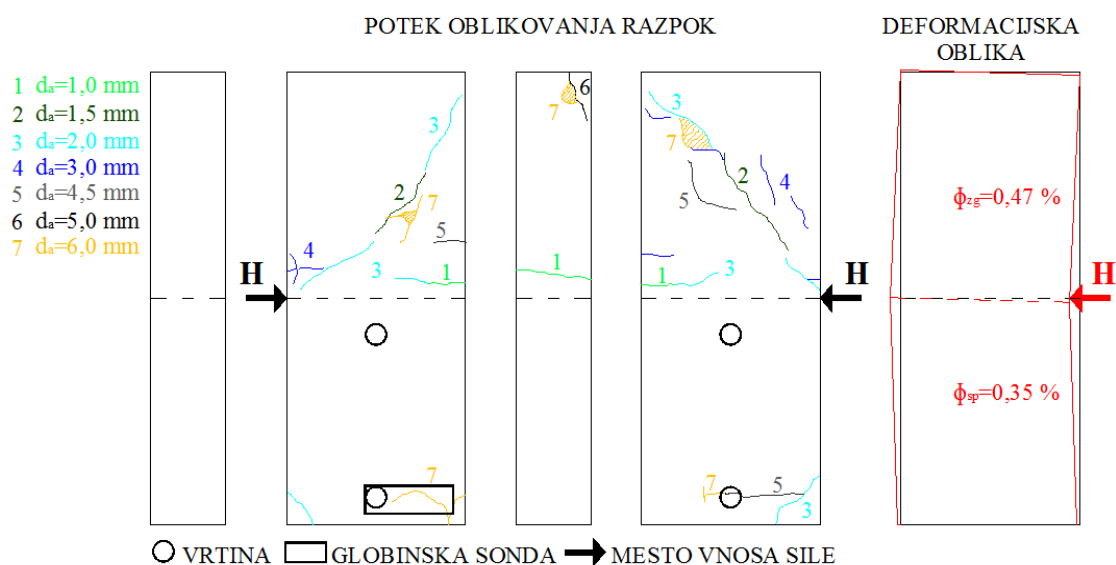 POTEK OBLIKOVANJA RAZPOK
DEFORMACIJSKA
OBLIKA
1 dₐ=1,0 mm
2 dₐ=1,5 mm
3 dₐ=2,0 mm
4 dₐ=3,0 mm
5 dₐ=4,5 mm
6 dₐ=5,0 mm
7 dₐ=6,0 mm
3
2
7
5
4
3
1
H
7
6
7
1
3
7
2
4
5
1
3
H
7
5
3
ϕzg=0,47 %
H
ϕsp=0,35 %
VRTINA
GLOBINSKA SONDA
MESTO VNOSA SILE